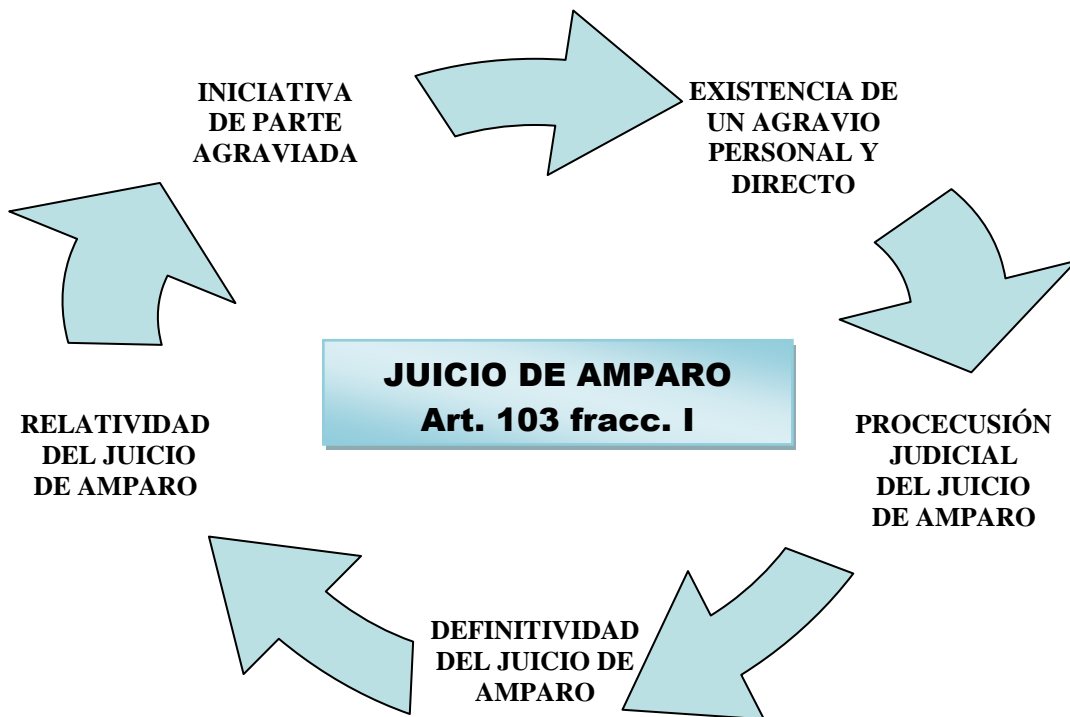 INICIATIVA
DE PARTE
AGRAVIADA
EXISTENCIA DE
UN AGRAVIO
PERSONAL Y
DIRECTO
JUICIO DE AMPARO
Art. 103 fracc. I
RELATIVIDAD
DEL JUICIO
DE AMPARO
PROCECUSIÓN
JUDICIAL
DEL JUICIO
DE AMPARO
DEFINITIVIDAD
DEL JUICIO DE
AMPARO